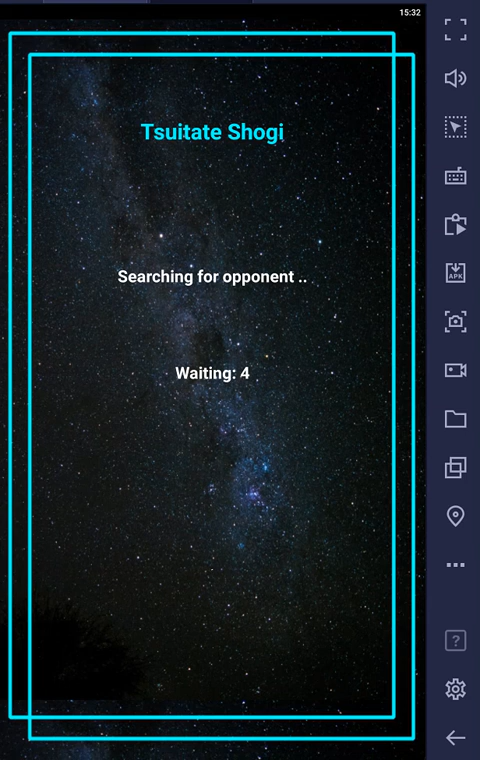 15:32
Tsuitate Shogi
Searching for opponent ..
Waiting: 4
APK
?